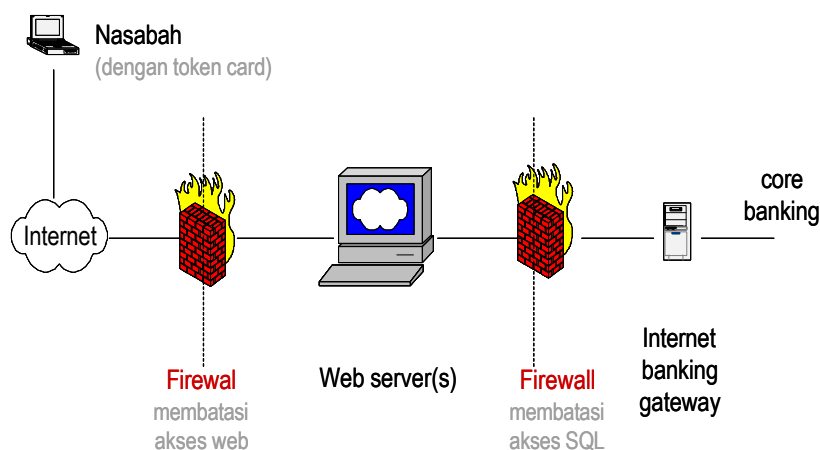 Nasabah
(dengan token card)
Internet
core
banking
Firewal
membatasi
akses web
Web server(s)
Firewall
membatasi
akses SQL
Internet
banking
gateway